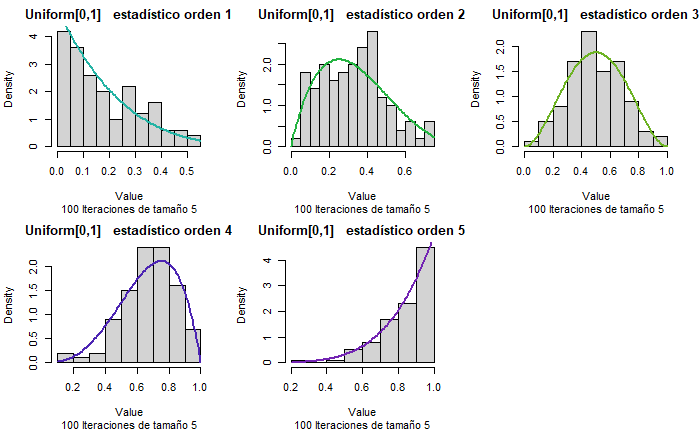 Uniform[0,1] estadístico orden 1
Density
0 1 2 3 4
0.0 0.1 0.2 0.3 0.4 0.5
Value
100 Iteraciones de tamaño 5
Uniform[0,1] estadístico orden 2
Density
0.0 1.0 2.0
0.0 0.2 0.4 0.6
Value
100 Iteraciones de tamaño 5
Uniform[0,1] estadístico orden 3
Density
0.0 1.0 2.0
0.0 0.2 0.4 0.6 0.8 1.0
Value
100 Iteraciones de tamaño 5
Uniform[0,1] estadístico orden 4
Density
0.0 0.5 1.0 1.5 2.0
0.2 0.4 0.6 0.8 1.0
Value
100 Iteraciones de tamaño 5
Uniform[0,1] estadístico orden 5
Density
0 1 2 3 4
0.2 0.4 0.6 0.8 1.0
Value
100 Iteraciones de tamaño 5